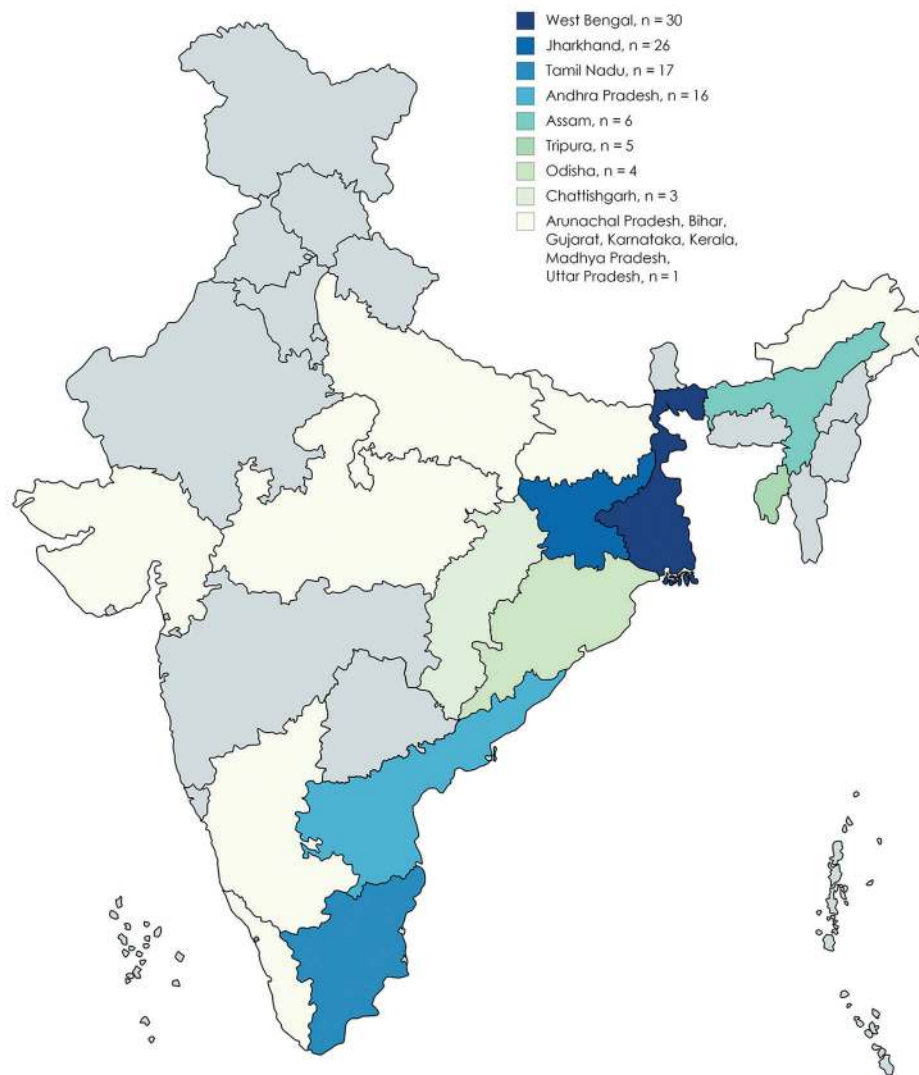 West Bengal, n = 30
Jharkhand, n = 26
Tamil Nadu, n = 17
Andhra Pradesh, n = 16
Assam, n = 6
Tripura, n = 5
Odisha, n = 4
Chattishgarh, n = 3
Arunachal Pradesh, Bihar,
Gujarat, Karnataka, Kerala,
Madhya Pradesh,
Uttar Pradesh, n = 1